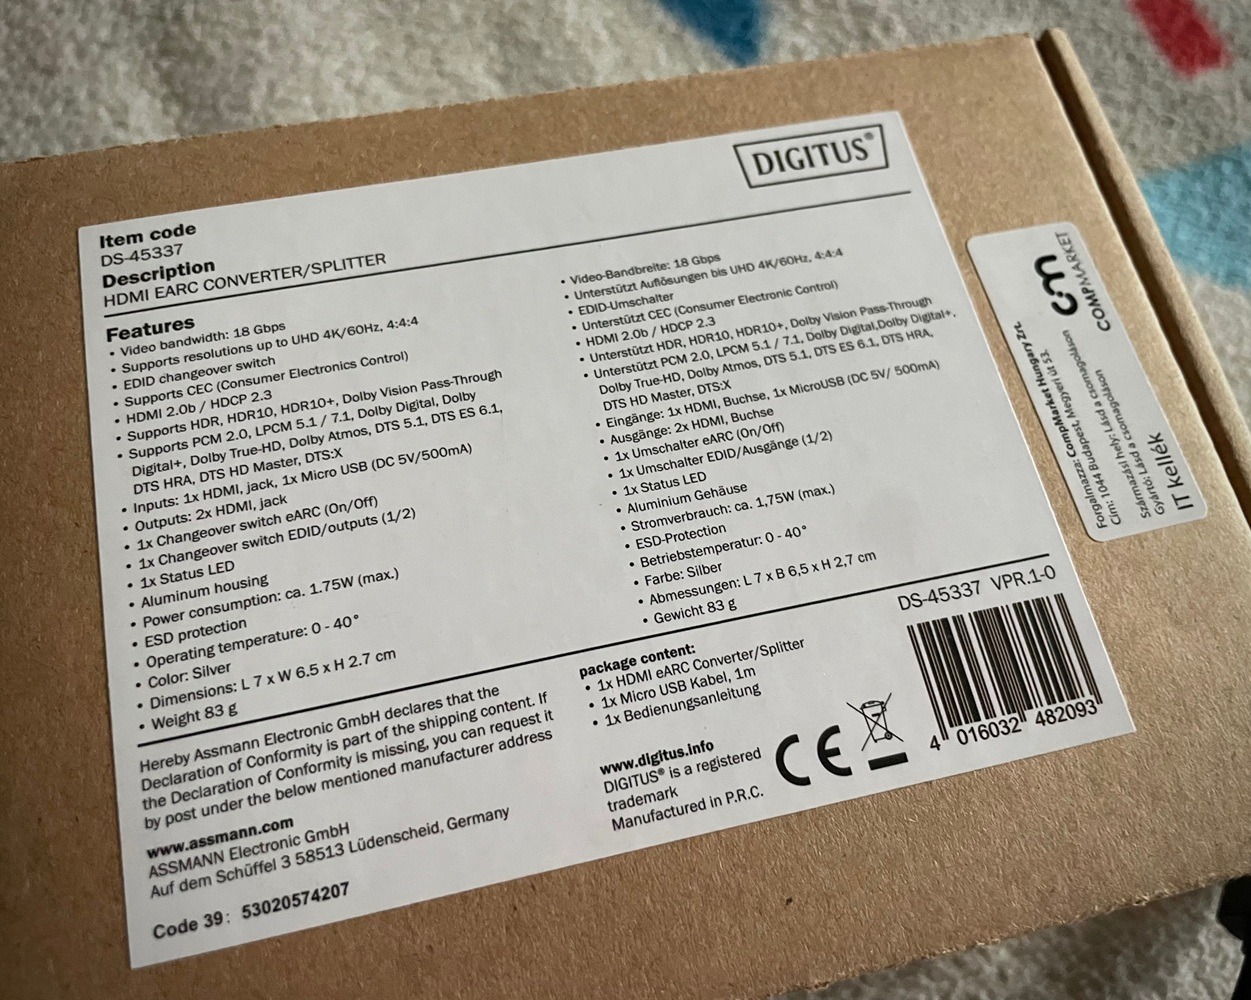 DIGITUS®
Item code
DS-45337
Description
HDMI EARC CONVERTER/SPLITTER
Features
• Video bandwidth: 18 Gbps
• Supports resolutions up to UHD 4K/60Hz, 4:4:4
• EDID changeover switch
• Supports CEC (Consumer Electronics Control)
• HDMI 2.0b / HDCP 2.3
• Supports HDR, HDR10, HDR10+, Dolby Vision Pass-Through
• Supports PCM 2.0, LPCM 5.1 / 7.1, Dolby Digital, Dolby
Digital+, Dolby True-HD, Dolby Atmos, DTS 5.1, DTS ES 6.1,
DTS HRA, DTS HD Master, DTS:X
• Inputs: 1x HDMI, jack, 1x Micro USB (DC 5V/500mA)
• Outputs: 2x HDMI, jack
• 1x Changeover switch eARC (On/Off)
• 1x Changeover switch EDID/outputs (1/2)
• 1x Status LED
• Aluminum housing
• Power consumption: ca. 1.75W (max.)
• ESD protection
• Operating temperature: 0 - 40°
• Color: Silver
• Dimensions: L 7 x W 6.5 x H 2.7 cm
• Weight 83 g
• Video-Bandbreite: 18 Gbps
• Unterstützt Auflösungen bis UHD 4K/60Hz, 4:4:4
• EDID-Umschalter
• Unterstützt CEC (Consumer Electronic Control)
• HDMI 2.0b / HDCP 2.3
• Unterstützt HDR, HDR10, HDR10+, Dolby Vision Pass-Through
• Unterstützt PCM 2.0, LPCM 5.1 / 7.1, Dolby Digital,Dolby Digital+,
Dolby True-HD, Dolby Atmos, DTS 5.1, DTS ES 6.1, DTS HRA,
DTS HD Master, DTS:X
• Eingänge: 1x HDMI, Buchse, 1x MicroUSB (DC 5V/ 500mA)
• Ausgänge: 2x HDMI, Buchse
• 1x Umschalter eARC (On/Off)
• 1x Umschalter EDID/Ausgänge (1/2)
• 1x Status LED
• Aluminium Gehäuse
• Stromverbrauch: ca. 1,75W (max.)
• ESD-Protection
• Betriebstemperatur: 0 - 40°
• Farbe: Silber
• Abmessungen: L 7 x B 6,5 x H 2,7 cm
• Gewicht 83 g
Hereby Assmann Electronic GmbH declares that the
Declaration of Conformity is part of the shipping content. If
the Declaration of Conformity is missing, you can request it
by post under the below mentioned manufacturer address
www.assmann.com
ASSMANN Electronic GmbH
Auf dem Schüffel 3 58513 Lüdenscheid, Germany
Code 39: 53020574207
package content:
• 1x HDMI eARC Converter/Splitter
• 1x Micro USB Kabel, 1m
• 1x Bedienungsanleitung
www.digitus.info
DIGITUS® is a registered
trademark
Manufactured in P.R.C.
CE
DS-45337 VPR.1-0
4 016032 482093
cm
COMPMARKET
Forgalmazza: CompMarket Hungary Zrt.
Cím: 1044 Budapest, Megyeri út 53.
Származási hely: Lásd a csomagoláson
Gyártó: Lásd a csomagoláson
IT kellék